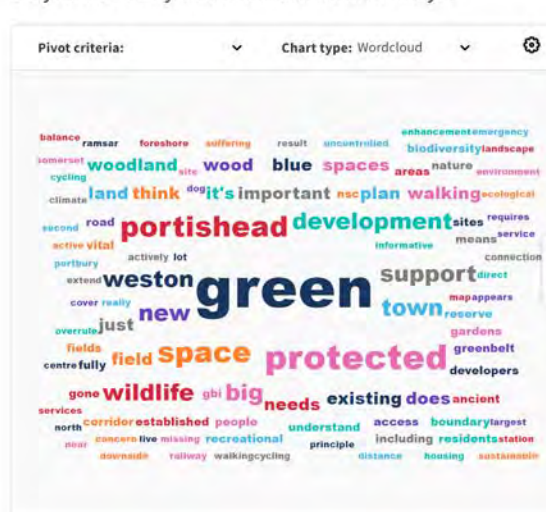 Pivot criteria: Chart type: Wordcloud
enhancement emergency
balance ramsar foreshore suffering result uncontrolled biodiversity landscape
somerset woodland site wood blue spaces areas nature environment
cycling
climate land think dog it's important nsc plan walking ecological
second road portishead development sites requires
active vital informative means service
portbury actively lot connection
extend weston green support direct
cover really new town map appears
overrule just reserve
gardens
fields field space protected greenbelt
centre fully developers
gone wildlife gbi big needs existing does ancient
services
north corridor established people understand access boundary largest
near concern live missing recreational principle including residents station
downside railway walkingcycling distance housing sustainable